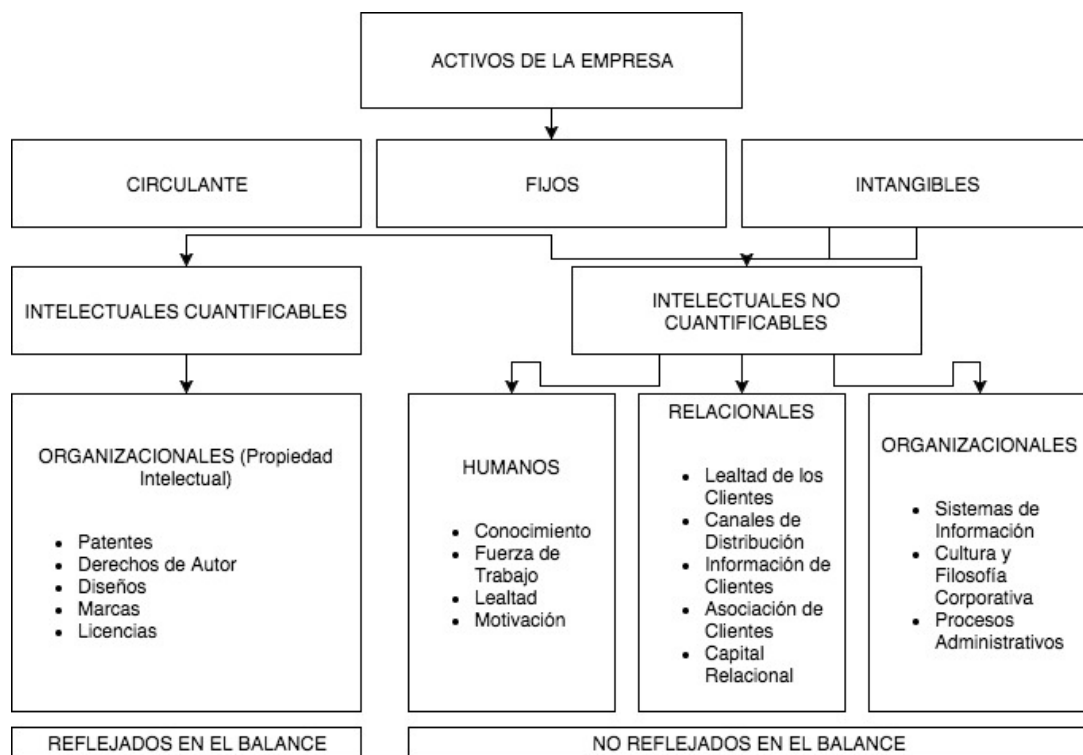 ACTIVOS DE LA EMPRESA
CIRCULANTE
FIJOS
INTANGIBLES
INTELECTUALES CUANTIFICABLES
INTELECTUALES NO
CUANTIFICABLES
ORGANIZACIONALES (Propiedad
Intelectual)
• Patentes
• Derechos de Autor
• Diseños
• Marcas
• Licencias
HUMANOS
• Conocimiento
• Fuerza de
Trabajo
• Lealtad
• Motivación
RELACIONALES
• Lealtad de los
Clientes
• Canales de
Distribución
• Información de
Clientes
• Asociación de
Clientes
• Capital
Relacional
ORGANIZACIONALES
• Sistemas de
Información
• Cultura y
Filosofía
Corporativa
• Procesos
Administrativos
REFLEJADOS EN EL BALANCE
NO REFLEJADOS EN EL BALANCE